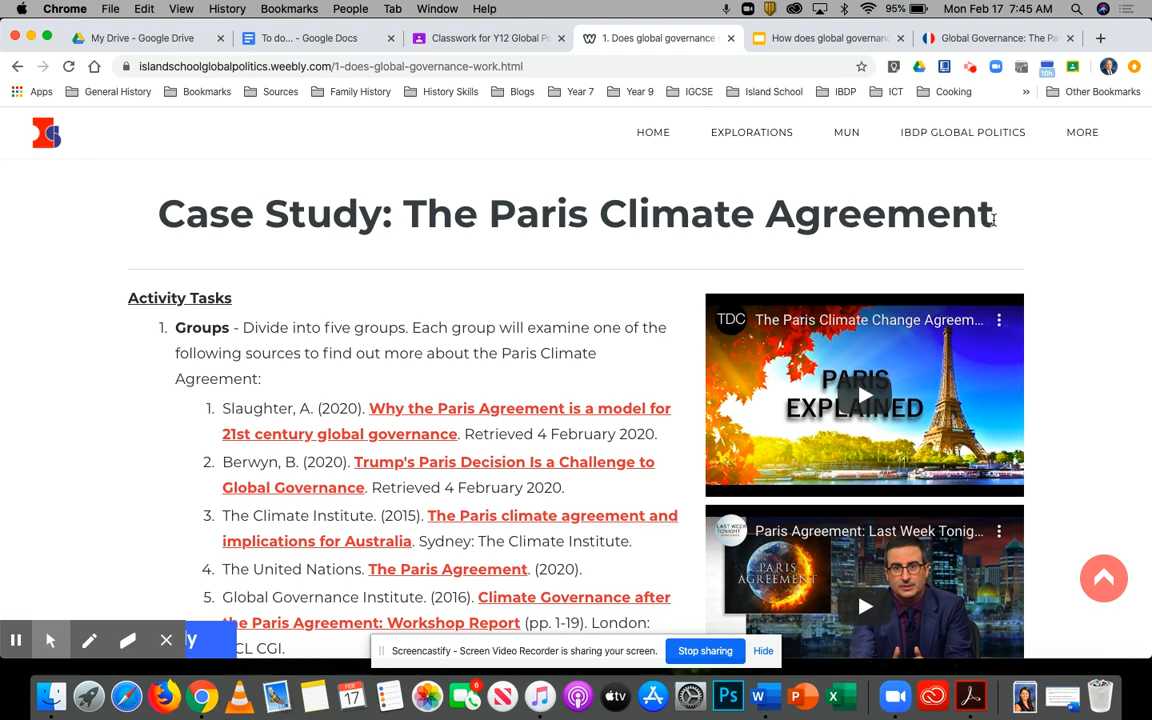 Chrome File Edit View History Bookmarks People Tab Window Help 95% Mon Feb 17 7:45 AM
My Drive - Google Drive To do... - Google Docs Classwork for Y12 Global Po 1. Does global governance How does global governanc Global Governance: The Pa
islandschoolglobalpolitics.weebly.com/1-does-global-governance-work.html 10h
Apps General History Bookmarks Sources Family History History Skills Blogs Year 7 Year 9 IGCSE Island School IBDP ICT Cooking » Other Bookmarks
HOME EXPLORATIONS MUN IBDP GLOBAL POLITICS MORE
Case Study: The Paris Climate Agreement
Activity Tasks
1. Groups - Divide into five groups. Each group will examine one of the
following sources to find out more about the Paris Climate
Agreement:
1. Slaughter, A. (2020). Why the Paris Agreement is a model for
21st century global governance. Retrieved 4 February 2020.
2. Berwyn, B. (2020). Trump's Paris Decision Is a Challenge to
Global Governance. Retrieved 4 February 2020.
3. The Climate Institute. (2015). The Paris climate agreement and
implications for Australia. Sydney: The Climate Institute.
4. The United Nations. The Paris Agreement. (2020).
5. Global Governance Institute. (2016). Climate Governance after
the Paris Agreement: Workshop Report (pp. 1-19). London:
CL CGI.
TDC The Paris Climate Change Agreem...
PARIS
EXPLAINED
LAST WEEK TONIGHT Paris Agreement: Last Week Tonig...
PARIS
AGREEMENT
Screencastify - Screen Video Recorder is sharing your screen. Stop sharing Hide
FEB
17
6
tv
Ps
W
P
X